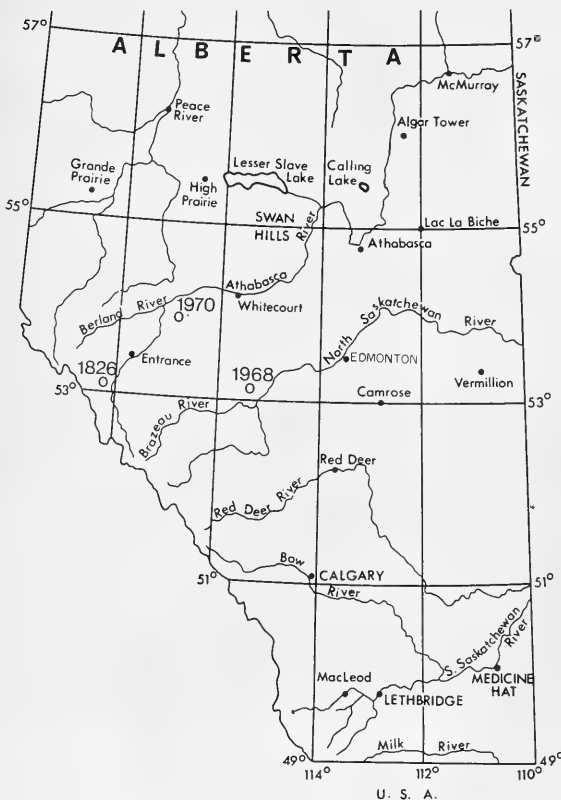 57°
57°
A L B E R T A
SASKATCHEWAN
McMurray
Peace
River
Algar Tower
Grande
Prairie
High
Prairie
Lesser Slave
Lake
Calling
Lake
55°
55°
SWAN
HILLS
River
Lac La Biche
Athabasca
Athabasca
Whitecourt
Berland River
1970
North Saskatchewan River
Entrance
EDMONTON
1826
1968
53°
53°
Vermillion
Camrose
Brazeau River
Red Deer
Red Deer River
Bow
River
51°
51°
CALGARY
S. Saskatchewan
River
MacLeod
MEDICINE
HAT
LETHBRIDGE
Milk River
49°
49°
114°
112°
110°
U. S. A.